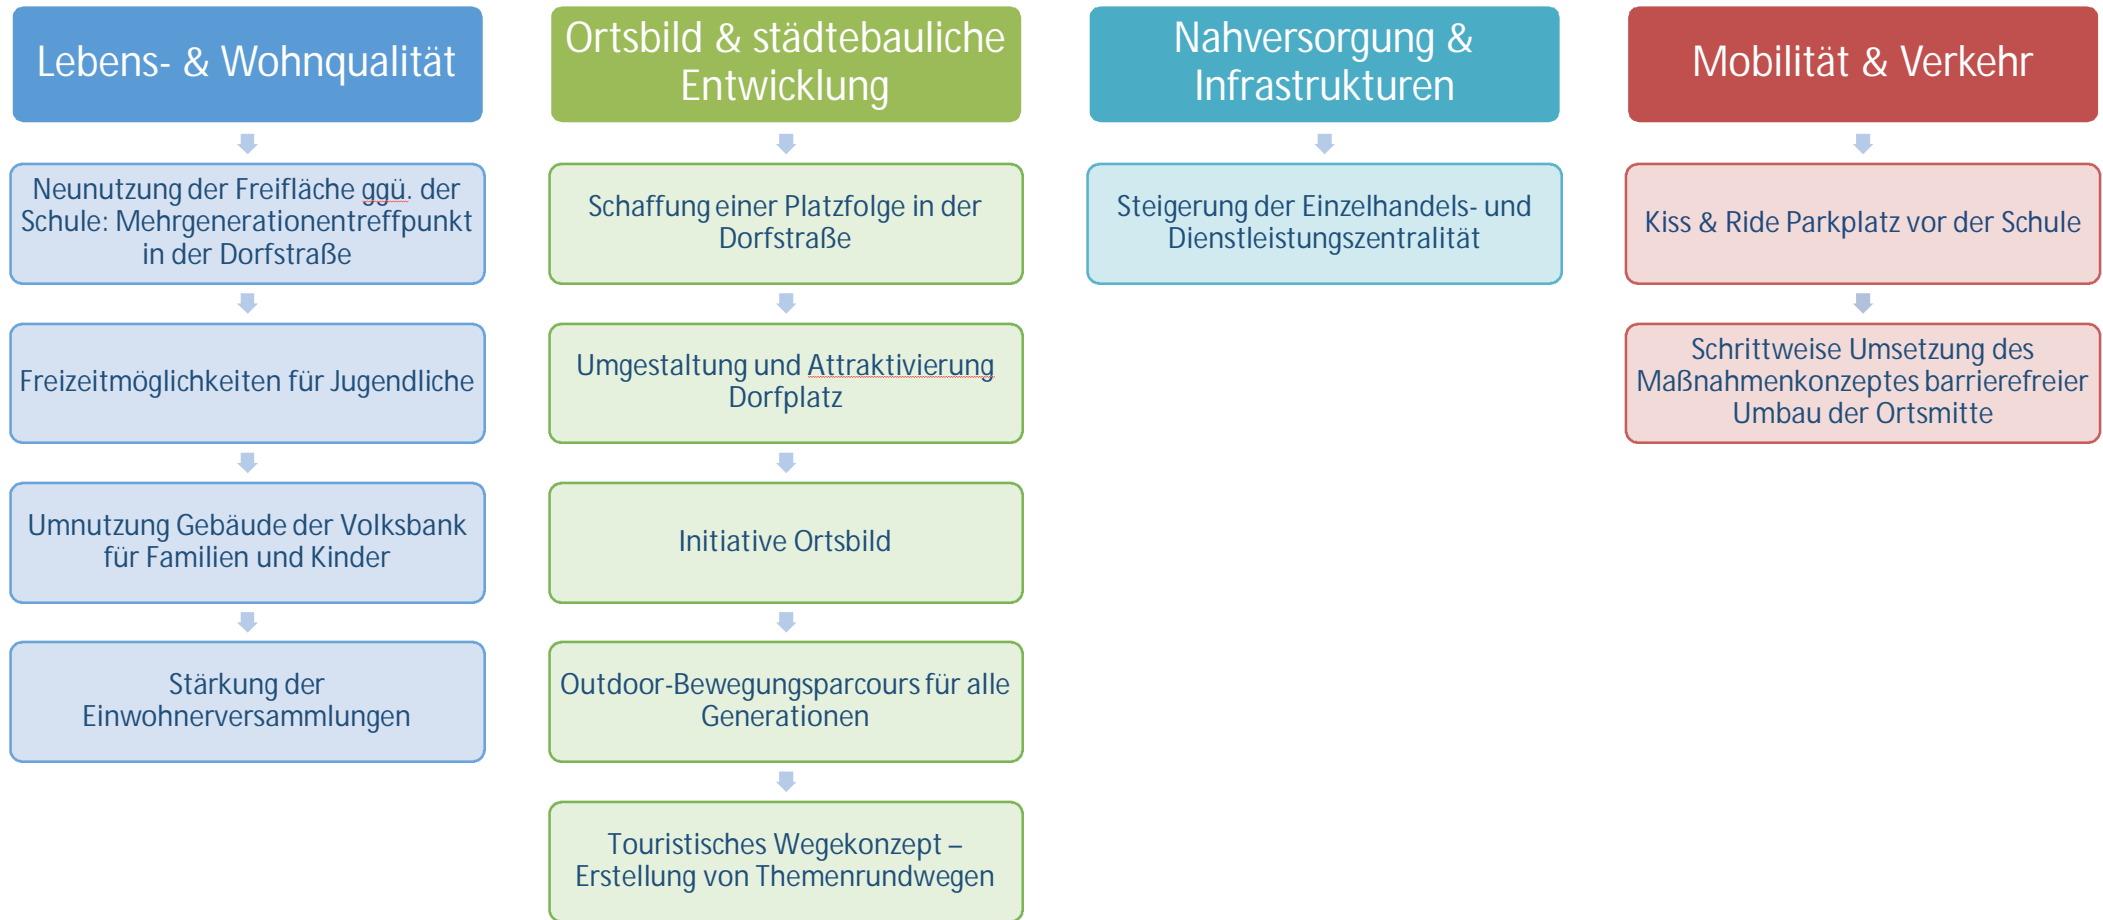 Lebens- & Wohnqualität
Neunutzung der Freifläche ggü. der
Schule: Mehrgenerationentreffpunkt
in der Dorfstraße
Freizeitmöglichkeiten für Jugendliche
Umnutzung Gebäude der Volksbank
für Familien und Kinder
Stärkung der
Einwohnerversammlungen
Ortsbild & städtebauliche
Entwicklung
Schaffung einer Platzfolge in der
Dorfstraße
Umgestaltung und Attraktivierung
Dorfplatz
Initiative Ortsbild
Outdoor-Bewegungsparcours für alle
Generationen
Touristisches Wegekonzept –
Erstellung von Themenrundwegen
Nahversorgung &
Infrastrukturen
Steigerung der Einzelhandels- und
Dienstleistungszentralität
Mobilität & Verkehr
Kiss & Ride Parkplatz vor der Schule
Schrittweise Umsetzung des
Maßnahmenkonzeptes barrierefreier
Umbau der Ortsmitte